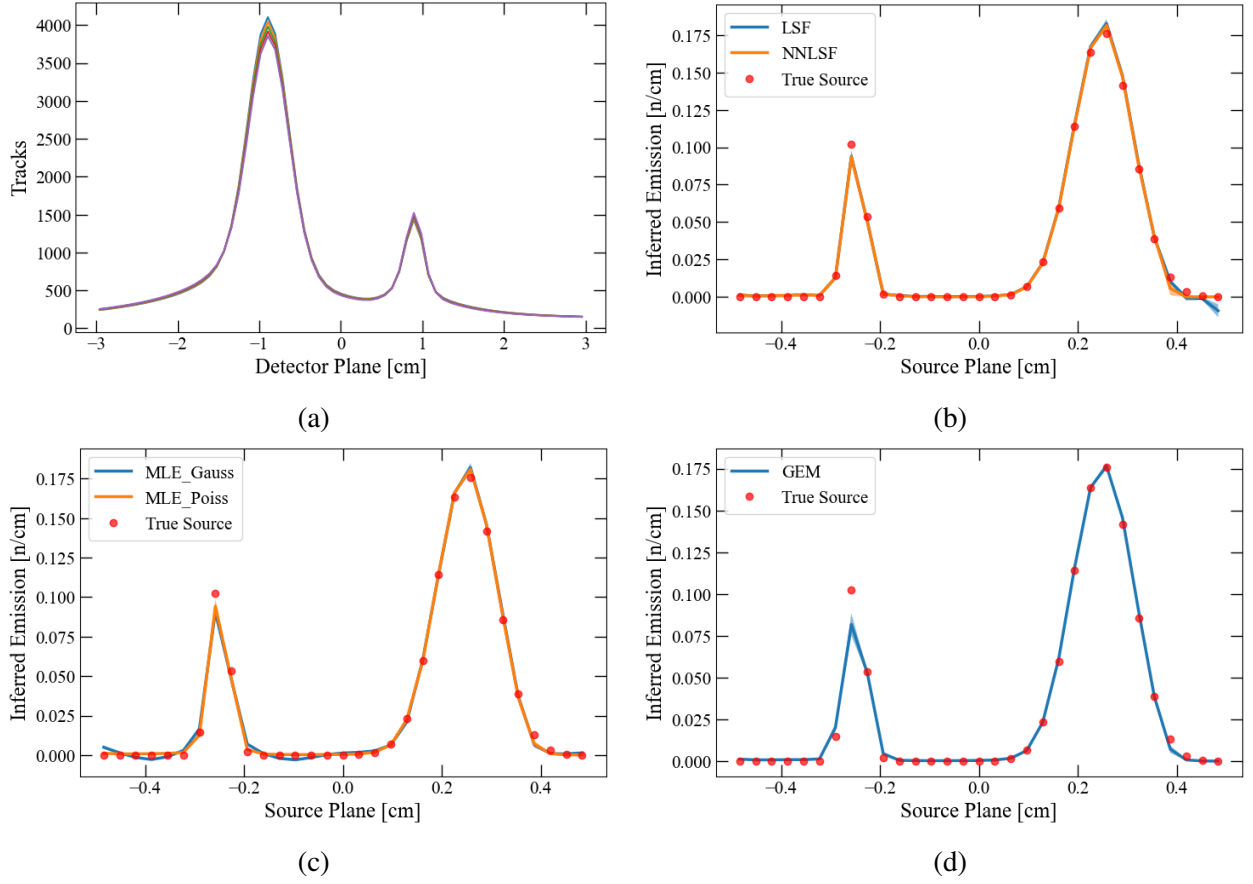 4000
3500
3000
2500
2000
1500
1000
500
0
Tracks
−3 −2 −1 0 1 2 3
Detector Plane [cm]
(a)
LSF
NNLSF
True Source
0.175
0.150
0.125
0.100
0.075
0.050
0.025
0.000
Inferred Emission [n/cm]
−0.4 −0.2 0.0 0.2 0.4
Source Plane [cm]
(b)
MLE_Gauss
MLE_Poiss
True Source
0.175
0.150
0.125
0.100
0.075
0.050
0.025
0.000
Inferred Emission [n/cm]
−0.4 −0.2 0.0 0.2 0.4
Source Plane [cm]
(c)
GEM
True Source
0.175
0.150
0.125
0.100
0.075
0.050
0.025
0.000
Inferred Emission [n/cm]
−0.4 −0.2 0.0 0.2 0.4
Source Plane [cm]
(d)